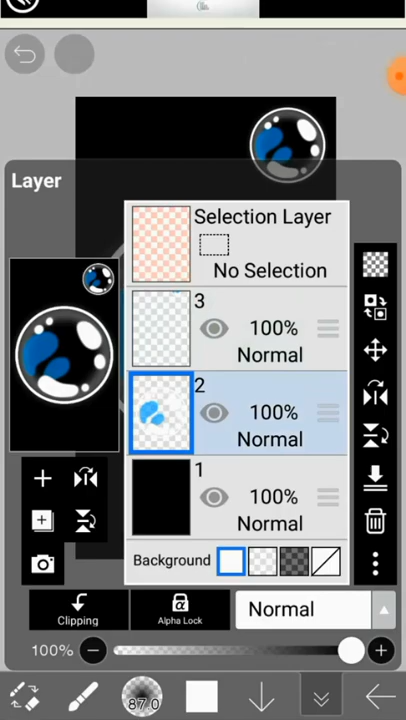 Layer
Selection Layer
No Selection
3
100%
Normal
2
100%
Normal
1
100%
Normal
Background
Clipping
Alpha Lock
Normal
100%
87.0